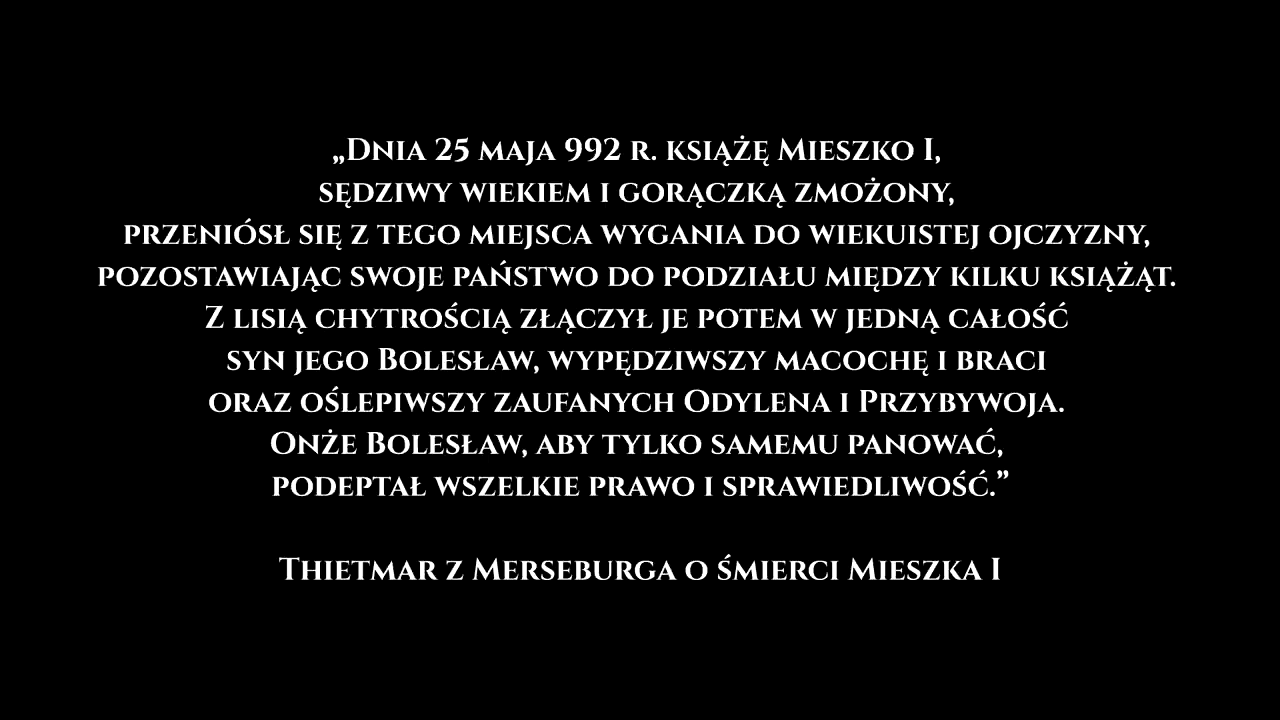 „Dnia 25 maja 992 r. książę Mieszko I,
sędziwy wiekiem i gorączką zmożony,
przeniósł się z tego miejsca wygania do wiekuistej ojczyzny,
pozostawiając swoje państwo do podziału między kilku książąt.
Z lisią chytrością złączył je potem w jedną całość
syn jego Bolesław, wypędziwszy macochę i braci
oraz oślepiwszy zaufanych Odylena i Przybywoja.
Onże Bolesław, aby tylko samemu panować,
podeptał wszelkie prawo i sprawiedliwość.”
Thietmar z Merseburga o śmierci Mieszka I